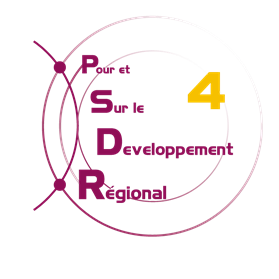 Pour et
Sur le
4
Developpement
Régional